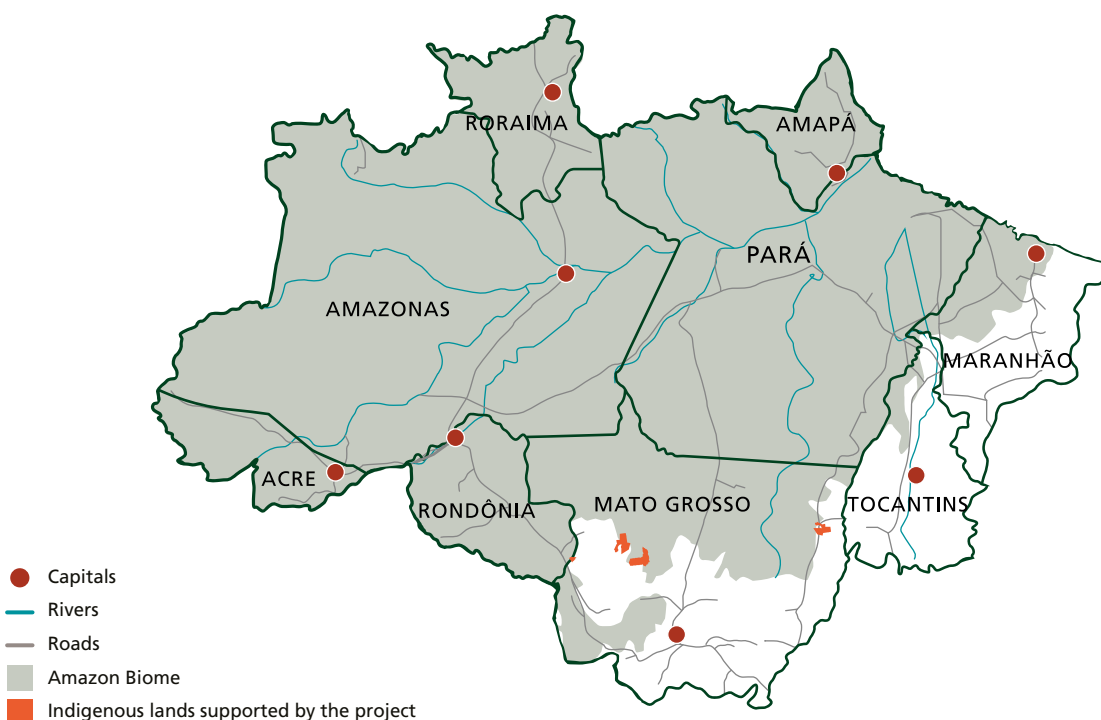 RORAIMA
AMAPÁ
PARÁ
AMAZONAS
MARANHÃO
ACRE
RONDÔNIA
MATO GROSSO
TOCANTINS
Capitals
Rivers
Roads
Amazon Biome
Indigenous lands supported by the project